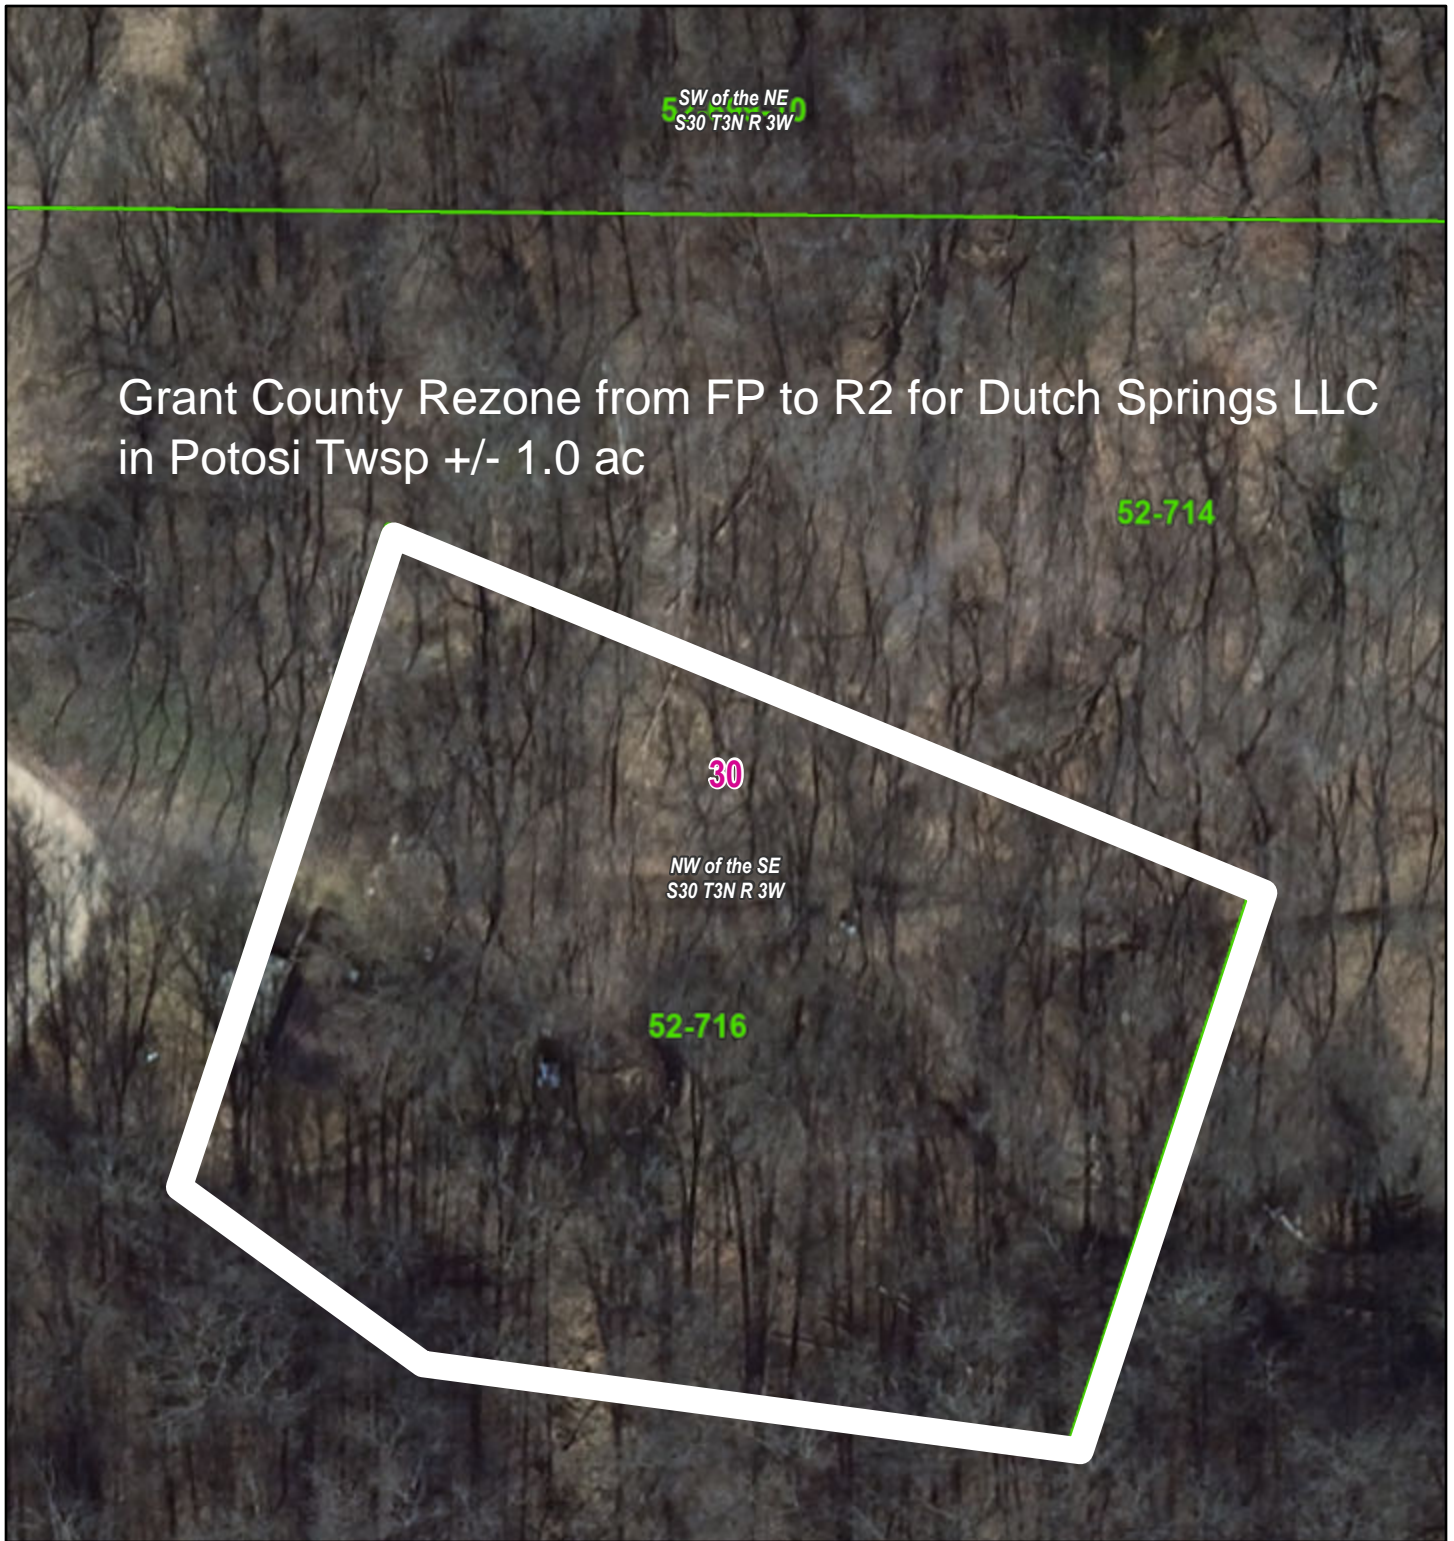 SW of the NE
S30 T3N R 3W
Grant County Rezone from FP to R2 for Dutch Springs LLC
in Potosi Twsp +/- 1.0 ac
52-714
30
NW of the SE
S30 T3N R 3W
52-716